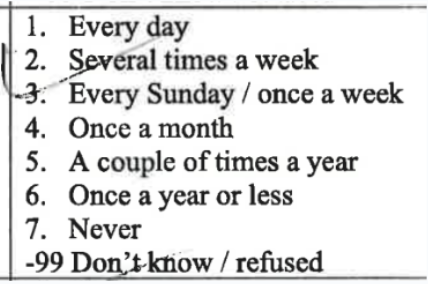 1. Every day
2. Several times a week
3. Every Sunday / once a week
4. Once a month
5. A couple of times a year
6. Once a year or less
7. Never
-99 Don't know / refused